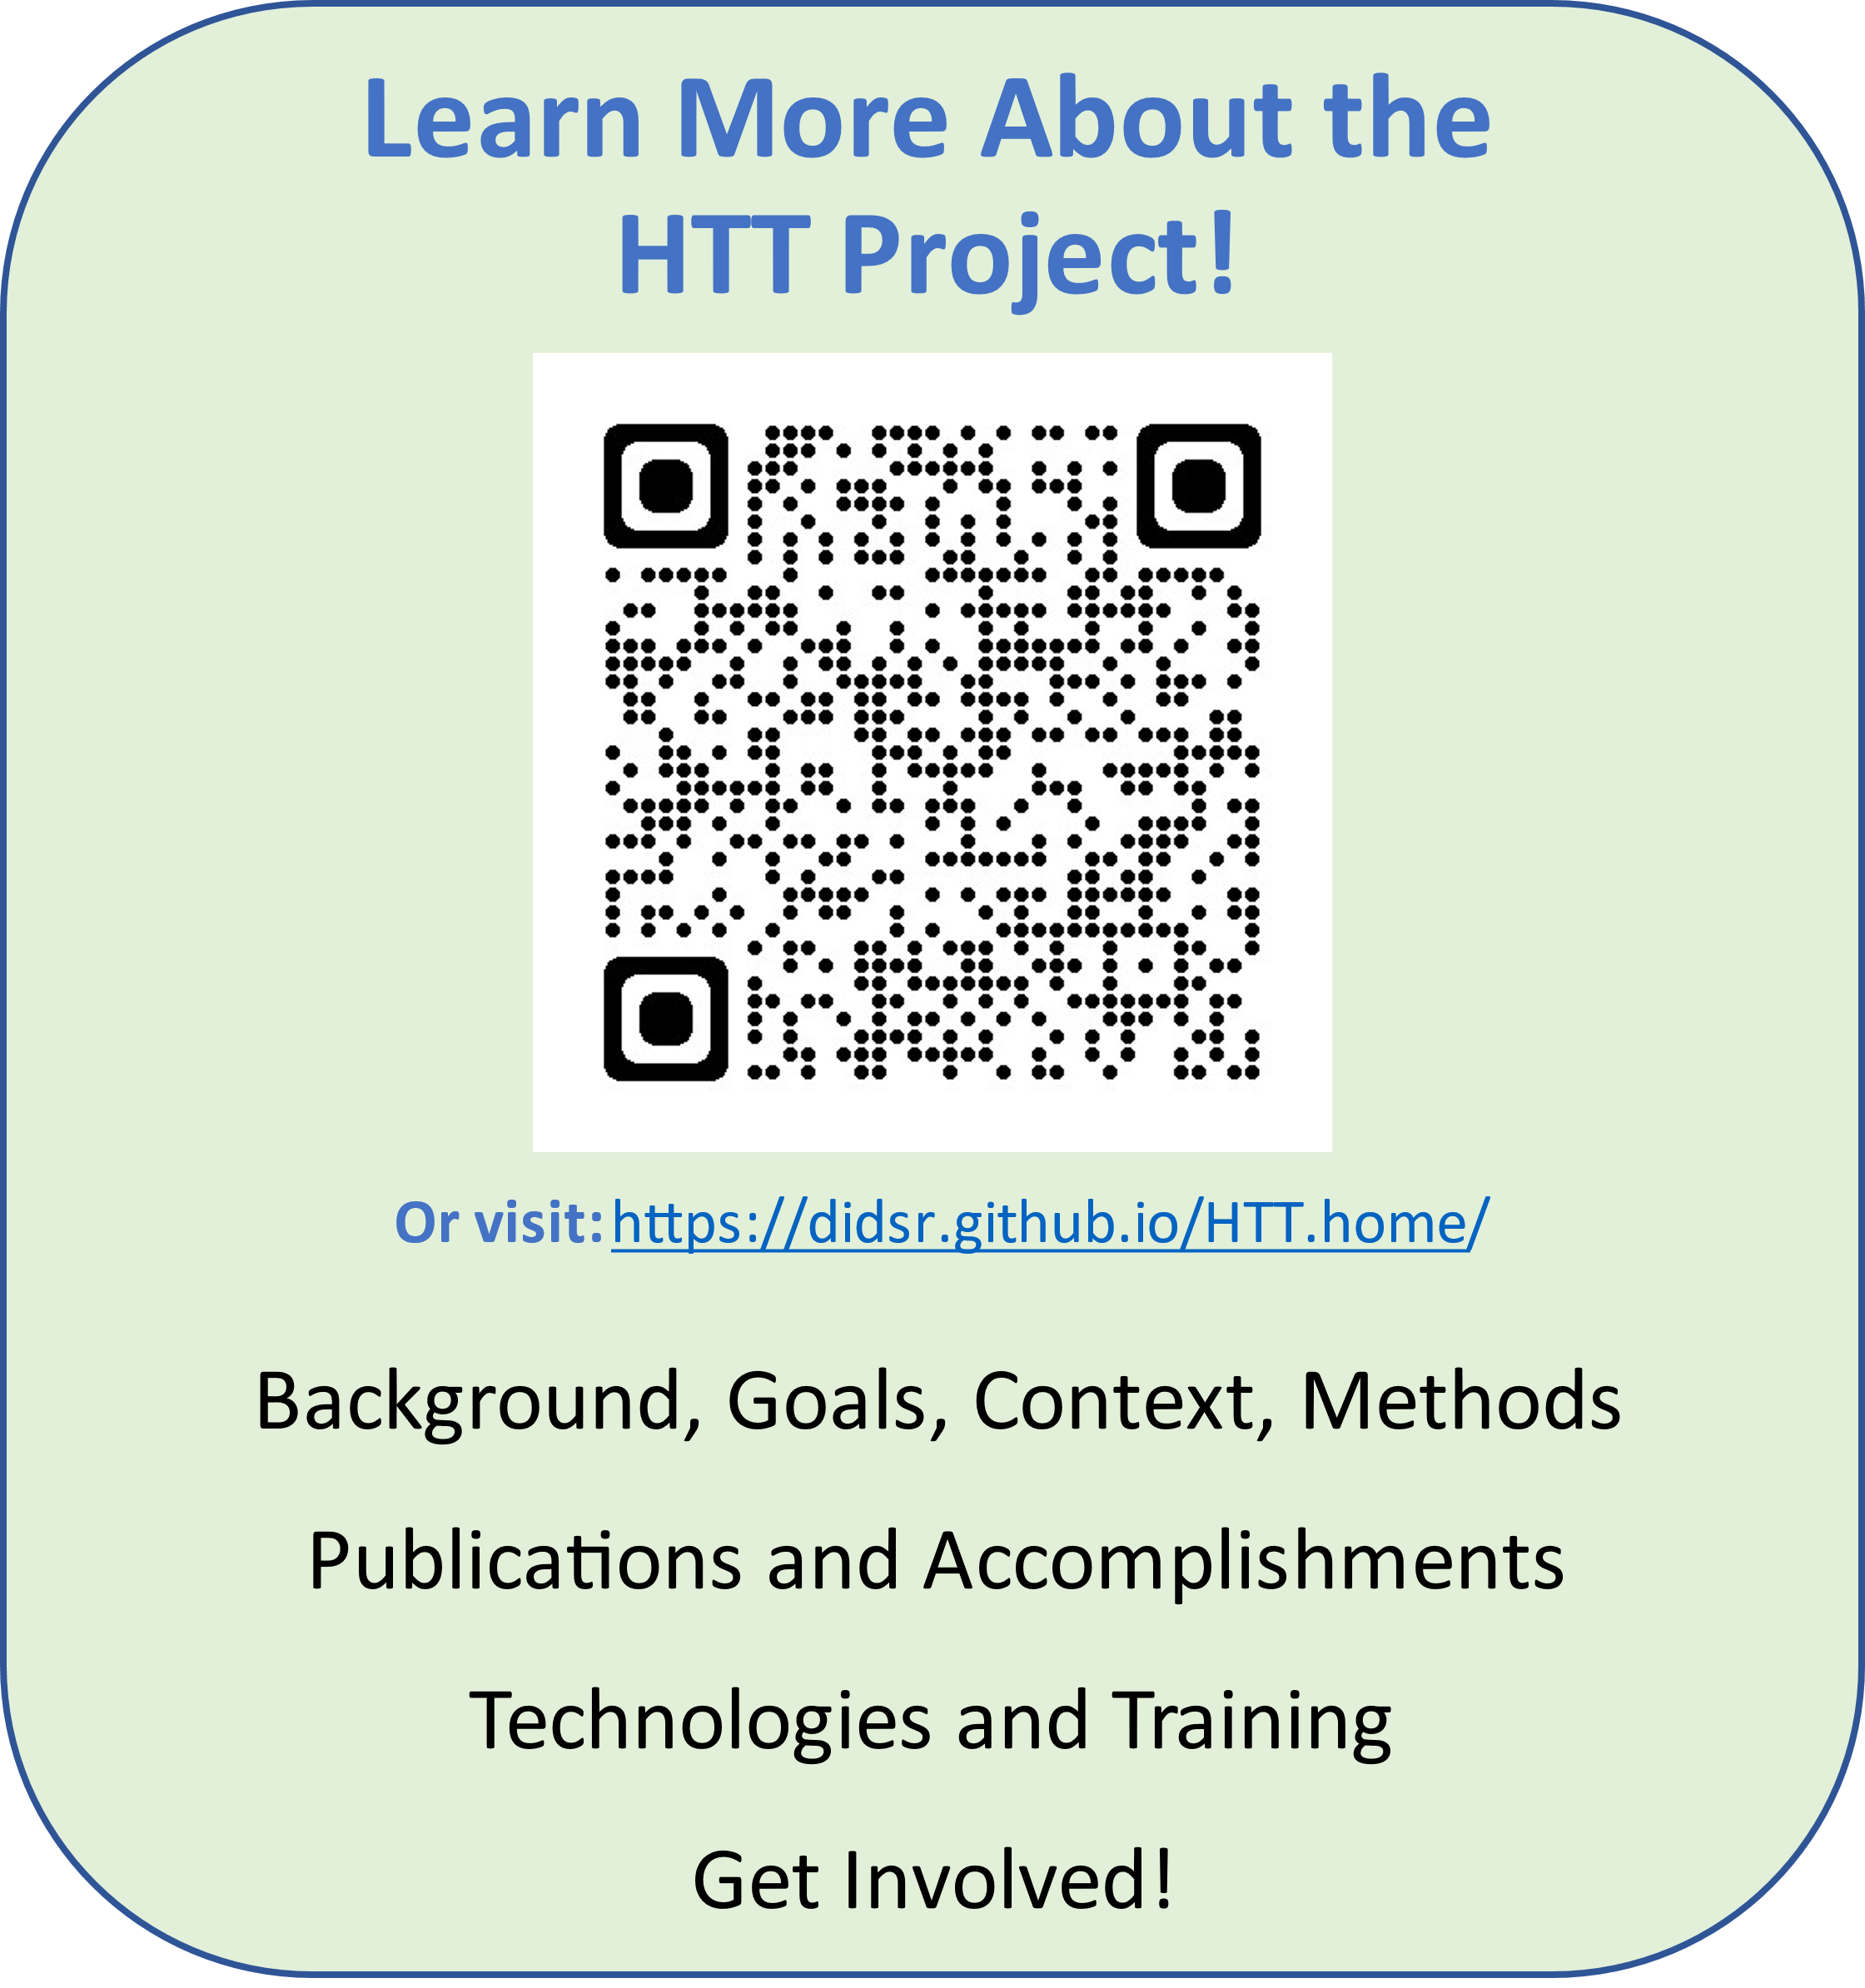 Learn More About the
HTT Project!
Or visit: https://didsr.github.io/HTT.home/
Background, Goals, Context, Methods
Publications and Accomplishments
Technologies and Training
Get Involved!